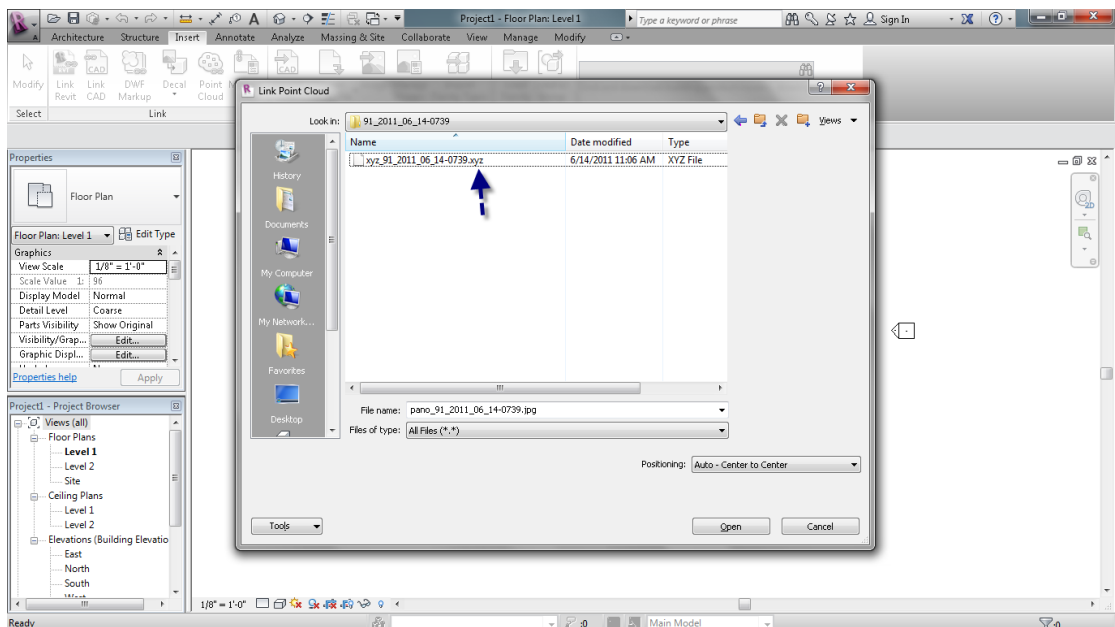 Project1 - Floor Plan: Level 1
Type a keyword or phrase
Sign In
Architecture Structure Insert Annotate Analyze Massing & Site Collaborate View Manage Modify
Modify Link Link DWF Decal Point
Revit CAD Markup Cloud
Select Link
Link Point Cloud
Look in: 91_2011_06_14-0739 Views
Name Date modified Type
xyz_91_2011_06_14-0739.xyz 6/14/2011 11:06 AM XYZ File
History
Documents
My Computer
My Network...
Favorites
Desktop
File name: pano_91_2011_06_14-0739.jpg
Files of type: All Files (*.*)
Positioning: Auto - Center to Center
Tools Open Cancel
Properties
Floor Plan
Floor Plan: Level 1 Edit Type
Graphics
View Scale 1/8" = 1'-0"
Scale Value 1: 96
Display Model Normal
Detail Level Coarse
Parts Visibility Show Original
Visibility/Grap... Edit...
Graphic Displ... Edit...
Properties help Apply
Project1 - Project Browser
Views (all)
Floor Plans
Level 1
Level 2
Site
Ceiling Plans
Level 1
Level 2
Elevations (Building Elevatio
East
North
South
West
2D
1/8" = 1'-0"
Ready :0 Main Model :0